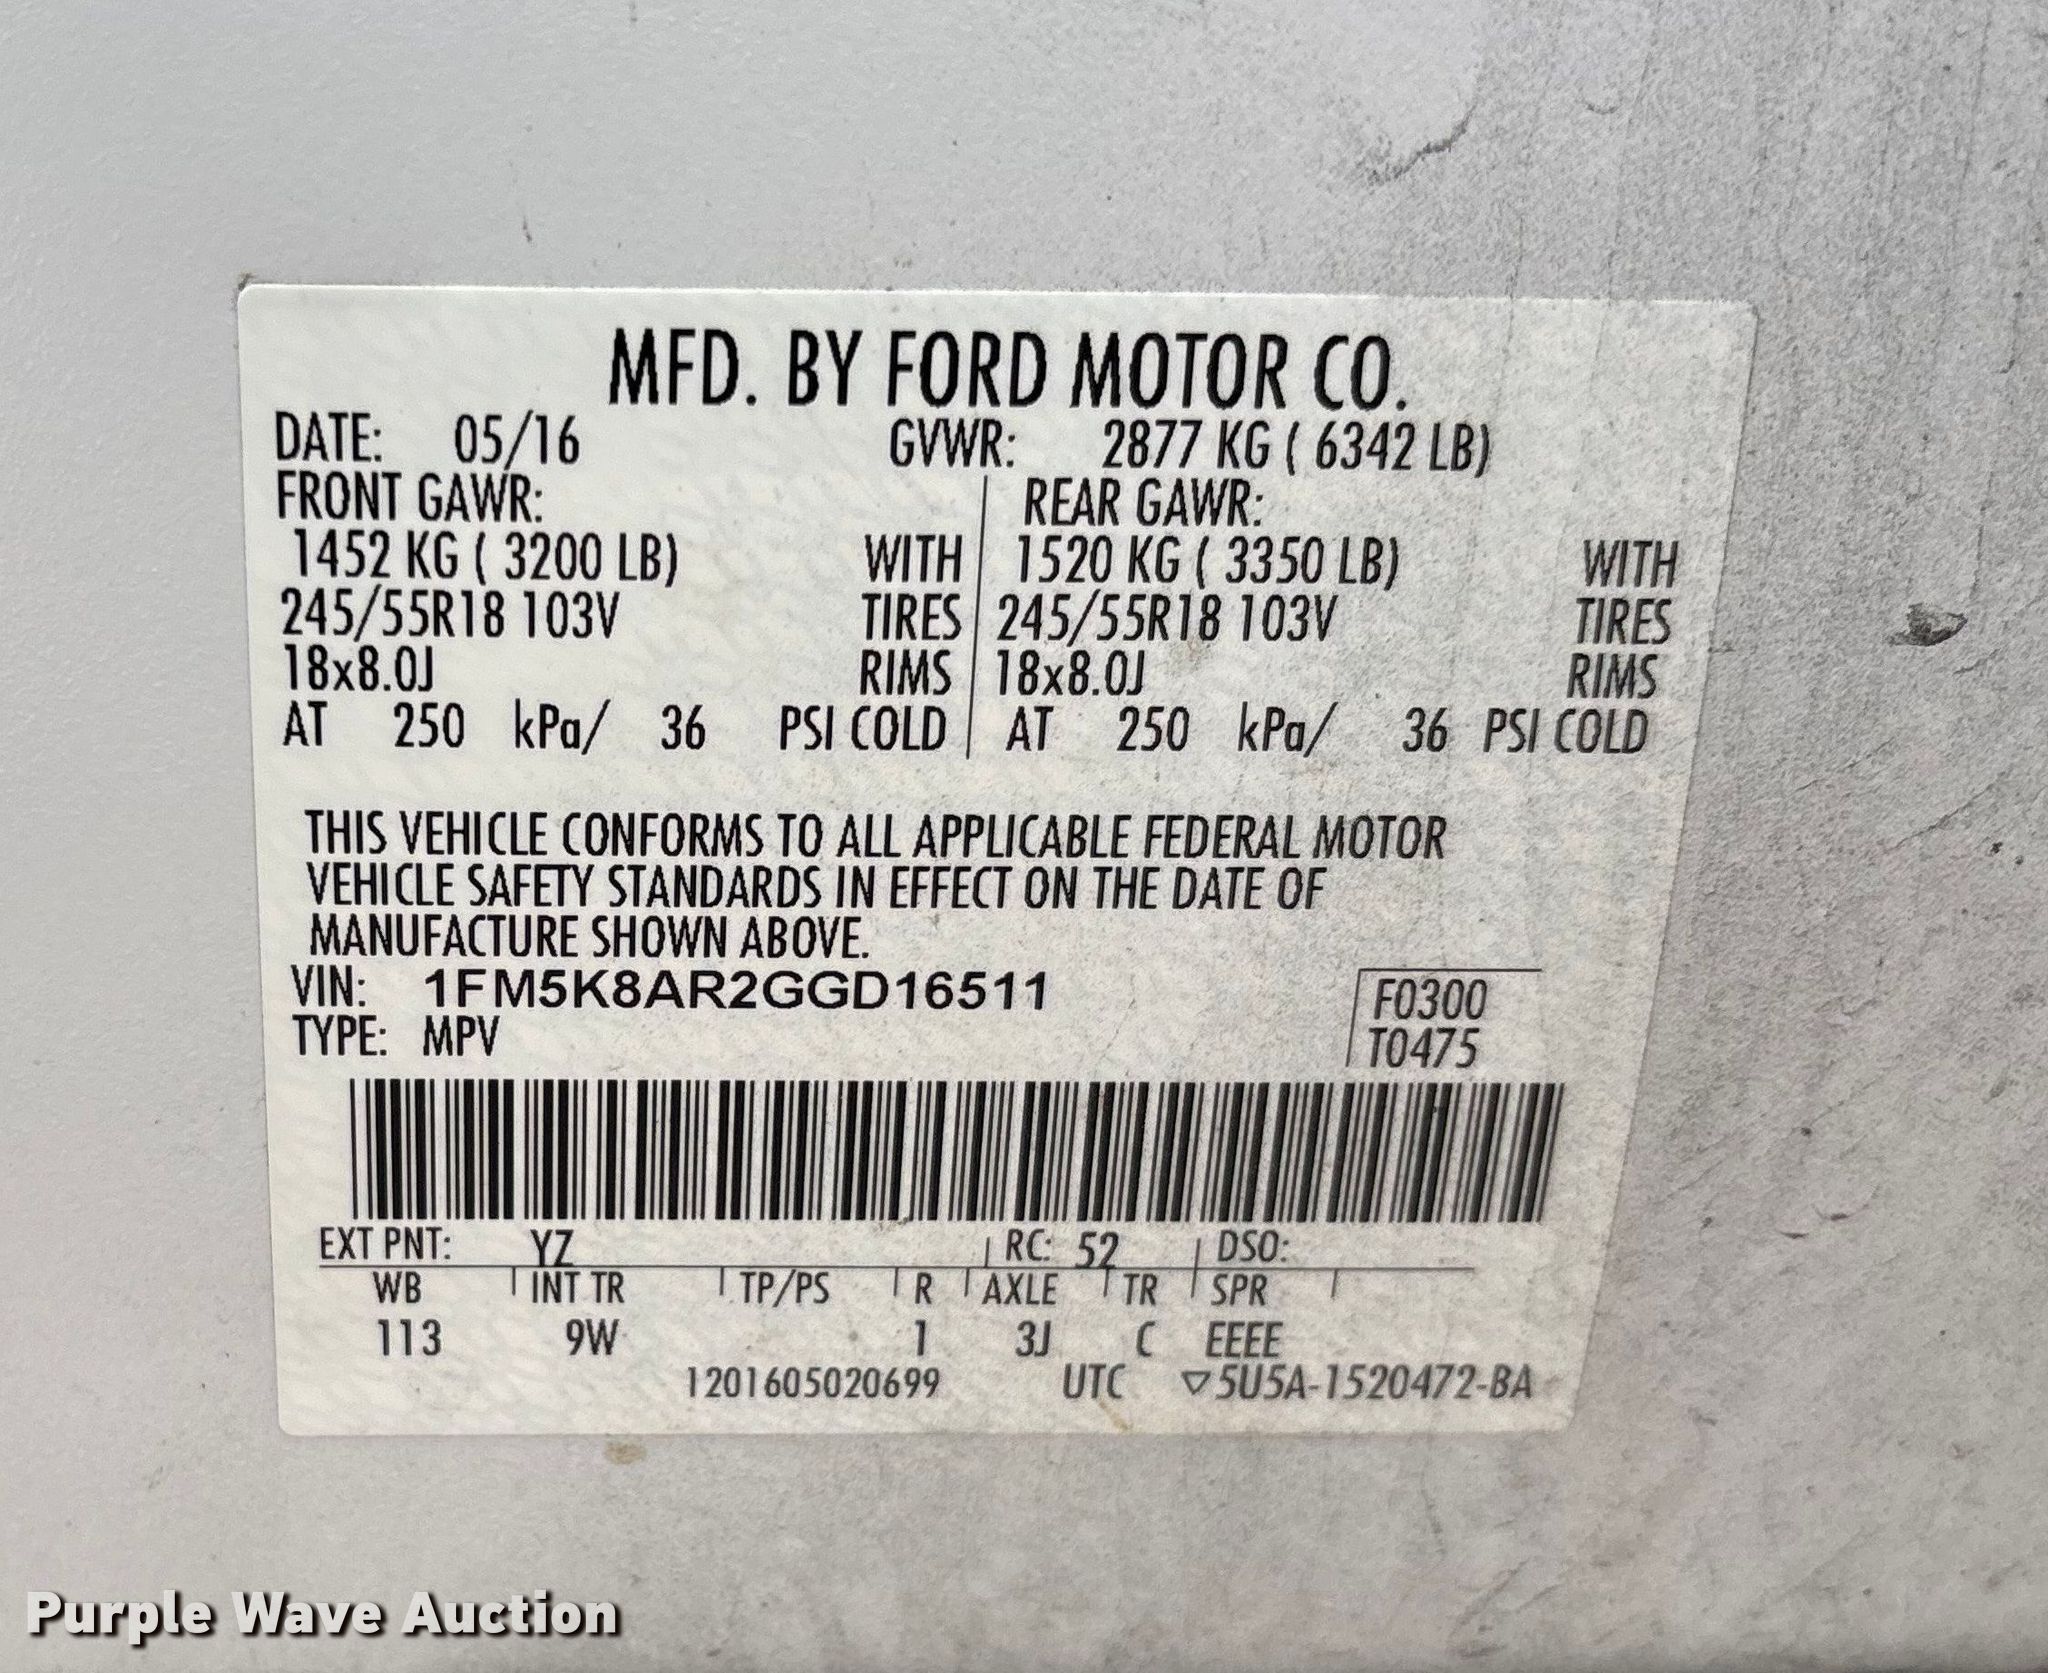 MFD. BY FORD MOTOR CO.
DATE: 05/16 GVWR: 2877 KG ( 6342 LB)
FRONT GAWR: REAR GAWR:
1452 KG ( 3200 LB) WITH 1520 KG ( 3350 LB) WITH
245/55R18 103V TIRES 245/55R18 103V TIRES
18x8.0J RIMS 18x8.0J RIMS
AT 250 kPa/ 36 PSI COLD AT 250 kPa/ 36 PSI COLD
THIS VEHICLE CONFORMS TO ALL APPLICABLE FEDERAL MOTOR
VEHICLE SAFETY STANDARDS IN EFFECT ON THE DATE OF
MANUFACTURE SHOWN ABOVE.
VIN: 1FM5K8AR2GGD16511 F0300
TYPE: MPV T0475
EXT PNT: YZ RC: 52 DSO:
WB INT TR TP/PS R AXLE TR SPR
113 9W 1 3J C EEEE
1201605020699 UTC ▽5U5A-1520472-BA
Purple Wave Auction